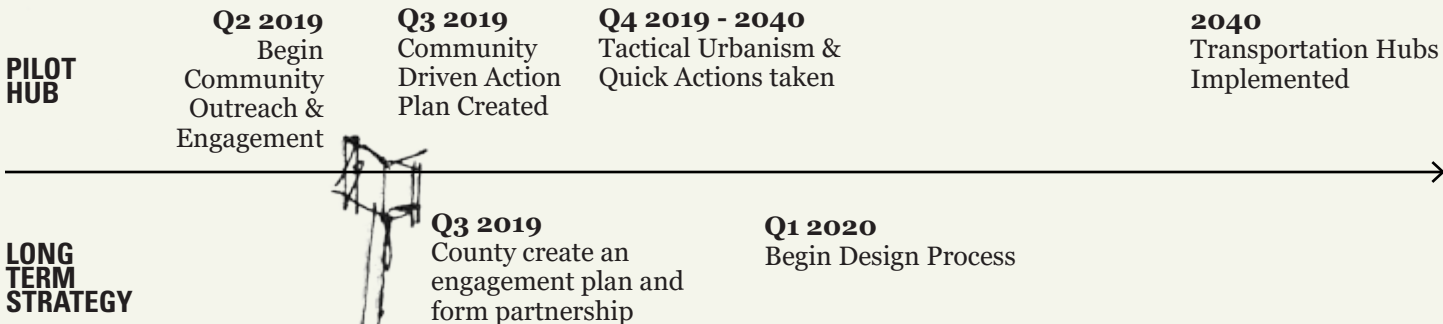 PILOT
HUB
Q2 2019
Begin
Community
Outreach &
Engagement
Q3 2019
Community
Driven Action
Plan Created
Q4 2019 - 2040
Tactical Urbanism &
Quick Actions taken
2040
Transportation Hubs
Implemented
LONG
TERM
STRATEGY
Q3 2019
County create an
engagement plan and
form partnership
Q1 2020
Begin Design Process